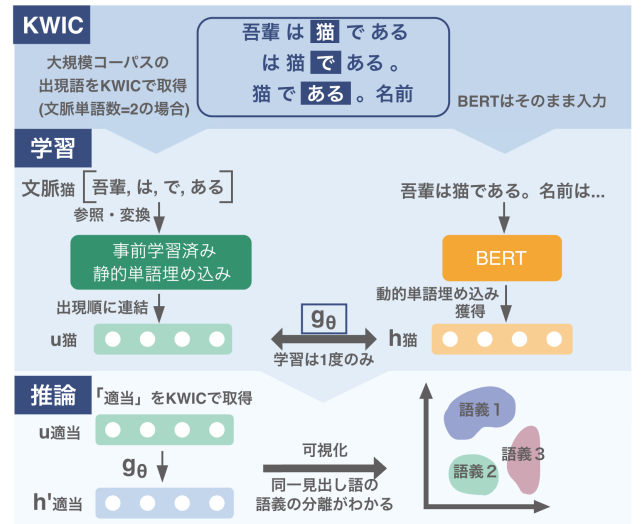 KWIC
大規模コーパスの
出現語をKWICで取得
(文脈単語数=2の場合)
吾輩 は 猫 で ある
は 猫 で ある 。
猫 で ある 。名前
BERTはそのまま入力
学習
文脈猫 [吾輩, は, で, ある]
参照・変換
事前学習済み
静的単語埋め込み
出現順に連結
u猫
吾輩は猫である。名前は...
BERT
動的単語埋め込み
獲得
h猫
gθ
学習は1度のみ
推論
「適当」をKWICで取得
u適当
gθ
h'適当
可視化
同一見出し語の
語義の分離がわかる
語義1
語義2
語義3